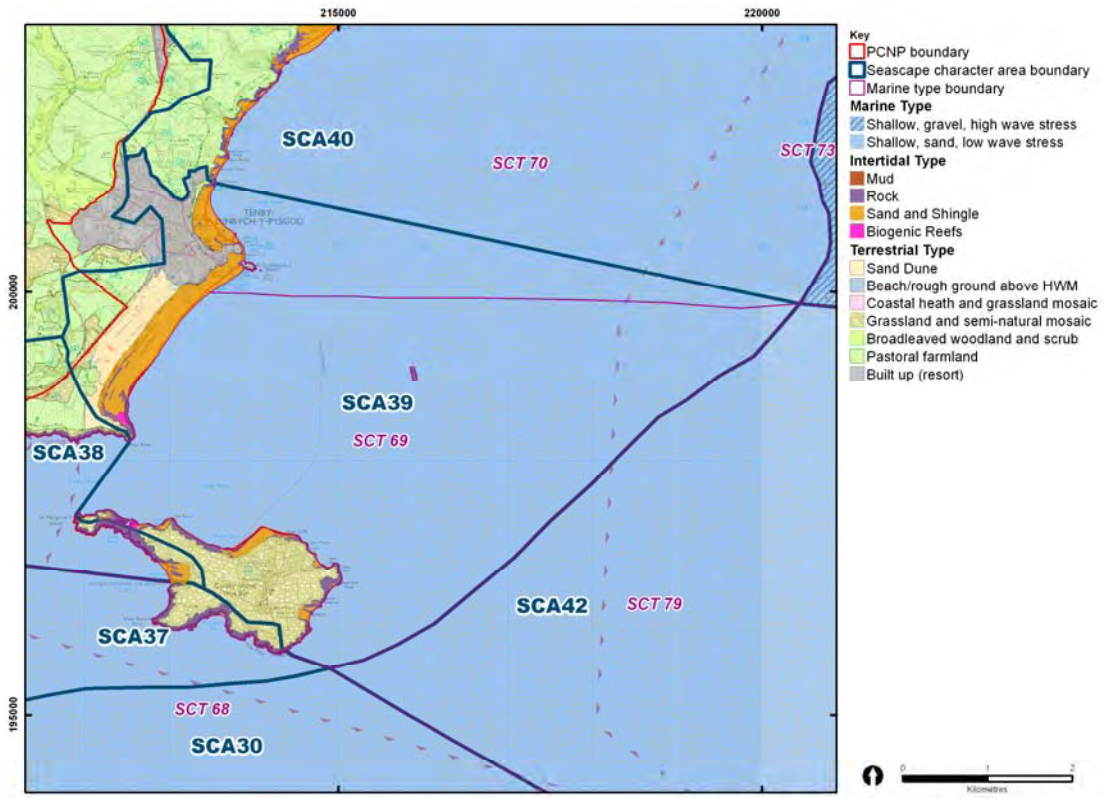 215000
220000
200000
195000
SCA40
SCT 70
SCT 73
TENBY
SCA39
SCT 69
SCA38
SCA42
SCT 79
SCA37
SCT 68
SCA30
Key
PCNP boundary
Seascape character area boundary
Marine type boundary
Marine Type
Shallow, gravel, high wave stress
Shallow, sand, low wave stress
Intertidal Type
Mud
Rock
Sand and Shingle
Biogenic Reefs
Terrestrial Type
Sand Dune
Beach/rough ground above HWM
Coastal heath and grassland mosaic
Grassland and semi-natural mosaic
Broadleaved woodland and scrub
Pastoral farmland
Built up (resort)
0 1 2
Kilometres